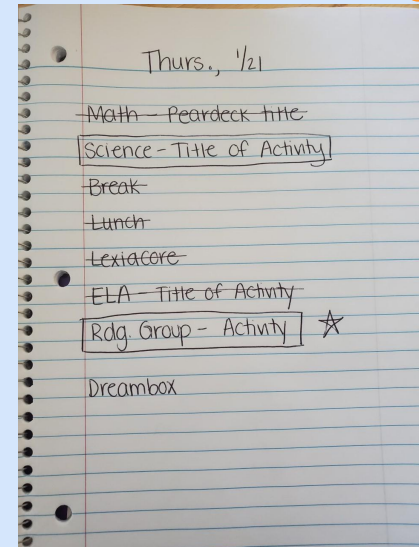 Thurs., 1/21
Math - Peardeck title
Science - Title of Activity
Break
Lunch
Lexiacore
ELA - Title of Activity
Rdg. Group - Activity
Dreambox